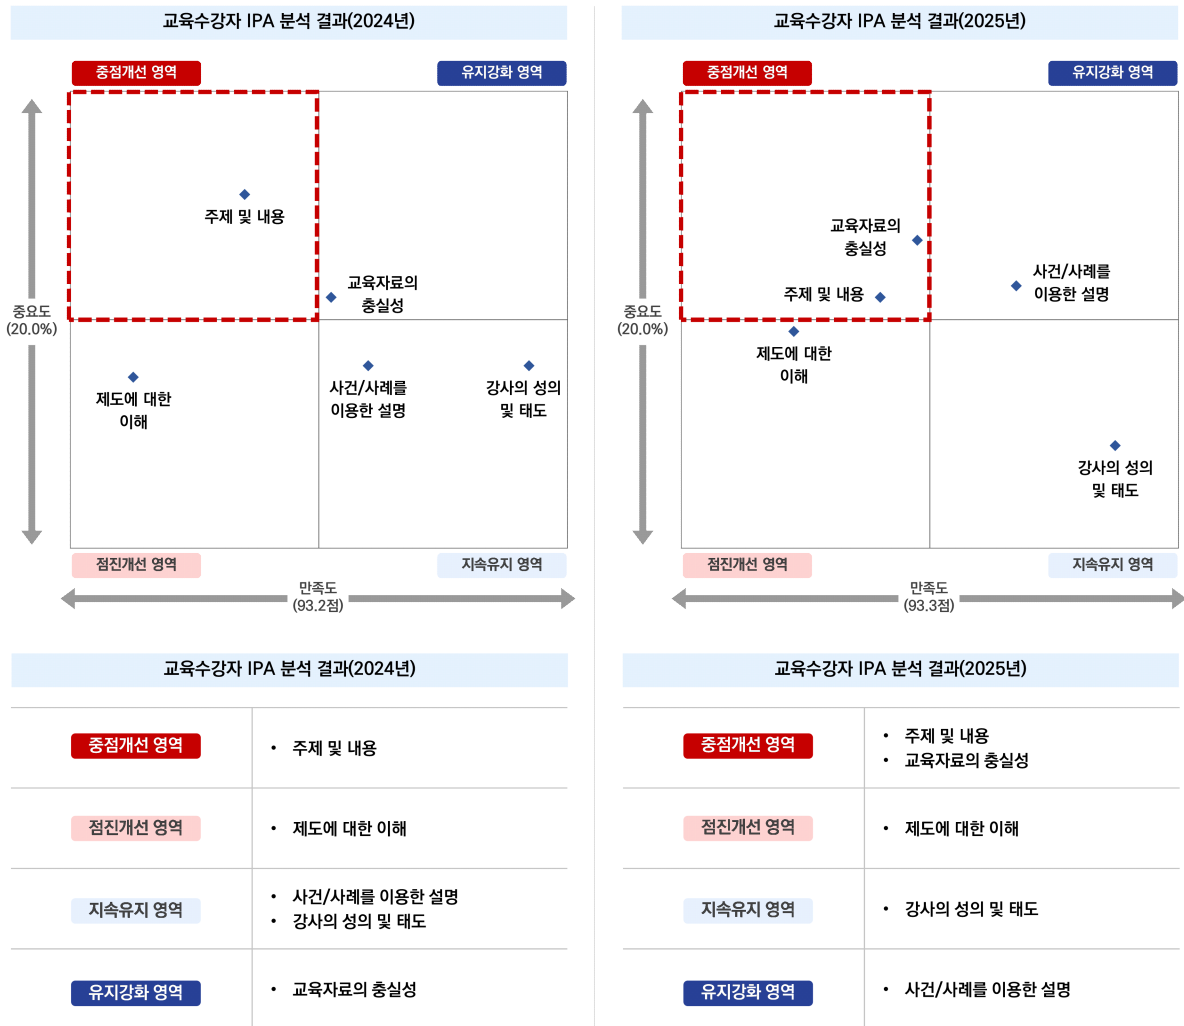 교육수강자 IPA 분석 결과(2024년)
중점개선 영역
유지강화 영역
주제 및 내용
교육자료의
충실성
중요도
(20.0%)
제도에 대한
이해
사건/사례를
이용한 설명
강사의 성의
및 태도
점진개선 영역
지속유지 영역
만족도
(93.2점)
교육수강자 IPA 분석 결과(2025년)
중점개선 영역
유지강화 영역
교육자료의
충실성
사건/사례를
이용한 설명
주제 및 내용
중요도
(20.0%)
제도에 대한
이해
강사의 성의
및 태도
점진개선 영역
지속유지 영역
만족도
(93.3점)
교육수강자 IPA 분석 결과(2024년)
중점개선 영역
• 주제 및 내용
점진개선 영역
• 제도에 대한 이해
지속유지 영역
• 사건/사례를 이용한 설명
• 강사의 성의 및 태도
유지강화 영역
• 교육자료의 충실성
교육수강자 IPA 분석 결과(2025년)
중점개선 영역
• 주제 및 내용
• 교육자료의 충실성
점진개선 영역
• 제도에 대한 이해
지속유지 영역
• 강사의 성의 및 태도
유지강화 영역
• 사건/사례를 이용한 설명